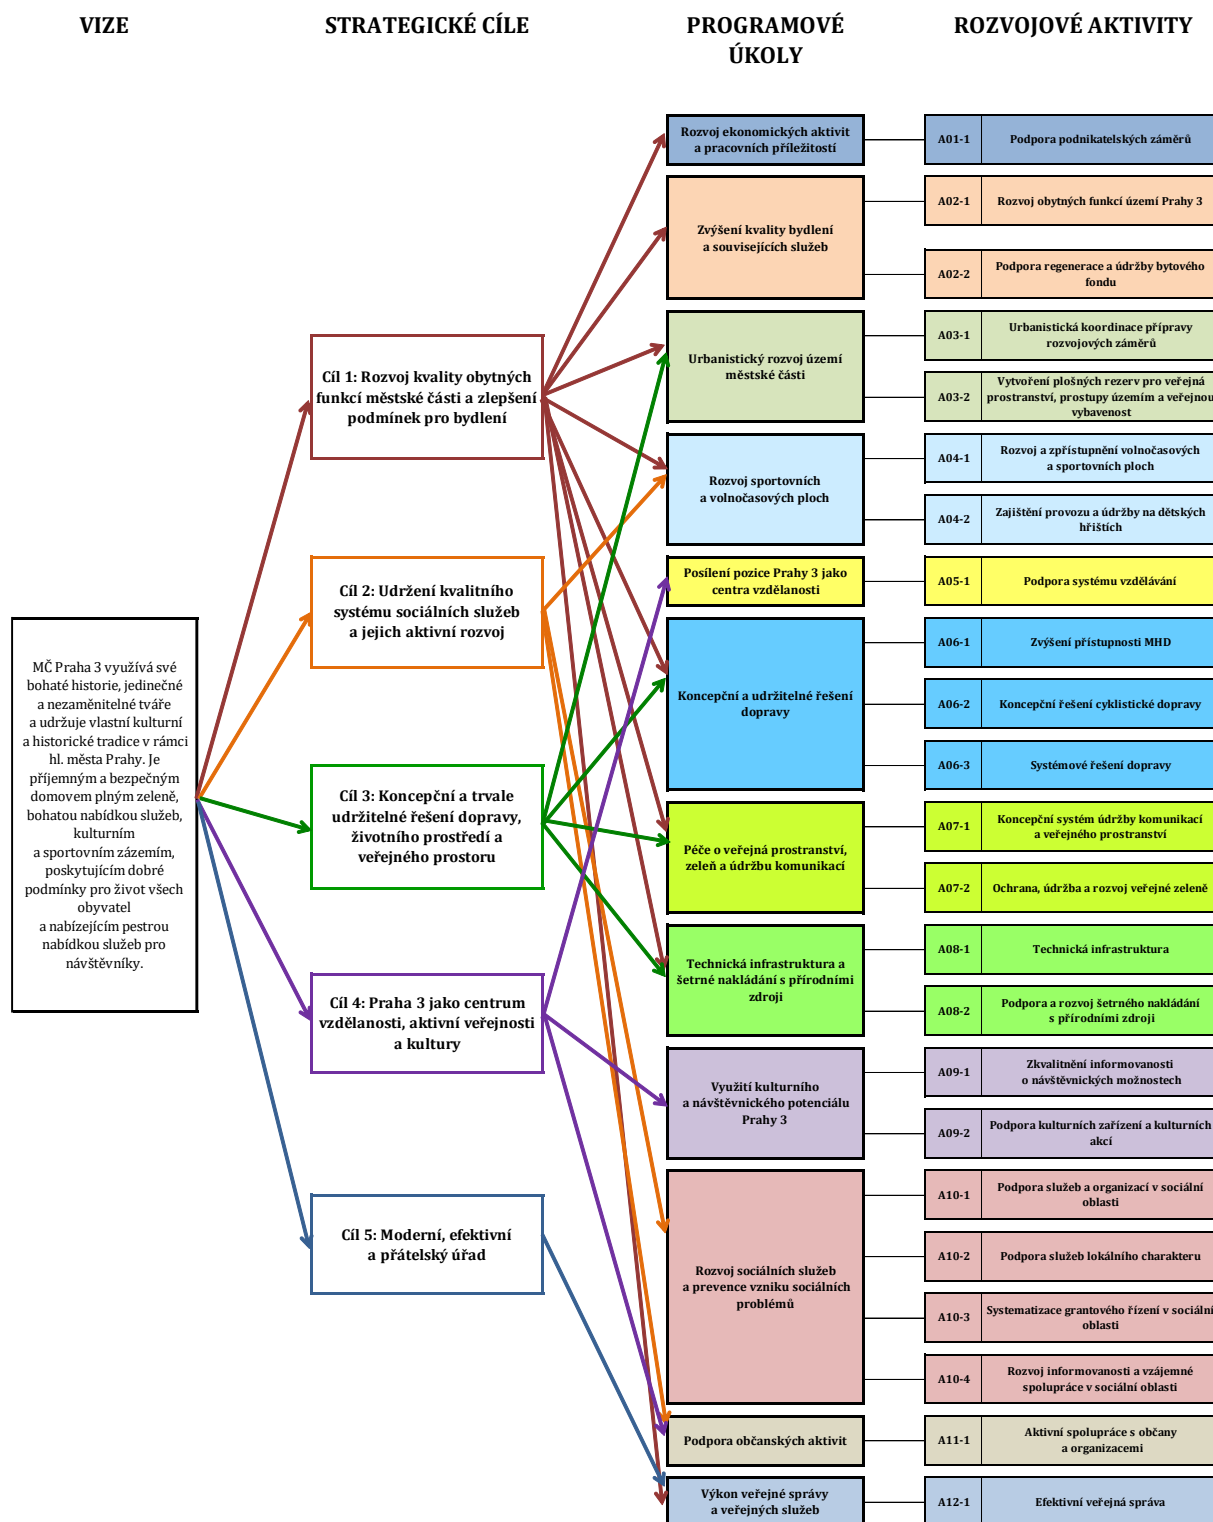 VIZE
STRATEGICKÉ CÍLE
PROGRAMOVÉ
ÚKOLY
ROZVOJOVÉ AKTIVITY
MČ Praha 3 využívá své
bohaté historie, jedinečné
a nezaměnitelné tváře
a udržuje vlastní kulturní
a historické tradice v rámci
hl. města Prahy. Je
příjemným a bezpečným
domovem plným zeleně,
bohatou nabídkou služeb,
kulturním
a sportovním zázemím,
poskytujícím dobré
podmínky pro život všech
obyvatel
a nabízejícím pestrou
nabídkou služeb pro
návštěvníky.
Cíl 1: Rozvoj kvality obytných
funkcí městské části a zlepšení
podmínek pro bydlení
Cíl 2: Udržení kvalitního
systému sociálních služeb
a jejich aktivní rozvoj
Cíl 3: Koncepční a trvale
udržitelné řešení dopravy,
životního prostředí a
veřejného prostoru
Cíl 4: Praha 3 jako centrum
vzdělanosti, aktivní veřejnosti
a kultury
Cíl 5: Moderní, efektivní
a přátelský úřad
Rozvoj ekonomických aktivit
a pracovních příležitostí
Zvýšení kvality bydlení
a souvisejících služeb
Urbanistický rozvoj území
městské části
Rozvoj sportovních
a volnočasových ploch
Posílení pozice Prahy 3 jako
centra vzdělanosti
Koncepční a udržitelné řešení
dopravy
Péče o veřejná prostranství,
zeleň a údržbu komunikací
Technická infrastruktura a
šetrné nakládání s přírodními
zdroji
Využití kulturního
a návštěvnického potenciálu
Prahy 3
Rozvoj sociálních služeb
a prevence vzniku sociálních
problémů
Podpora občanských aktivit
Výkon veřejné správy
a veřejných služeb
A01-1 Podpora podnikatelských záměrů
A02-1 Rozvoj obytných funkcí území Prahy 3
A02-2 Podpora regenerace a údržby bytového
fondu
A03-1 Urbanistická koordinace přípravy
rozvojových záměrů
A03-2 Vytvoření plošných rezerv pro veřejná
prostranství, prostupy územím a veřejnou
vybavenost
A04-1 Rozvoj a zpřístupnění volnočasových
a sportovních ploch
A04-2 Zajištění provozu a údržby na dětských
hřištích
A05-1 Podpora systému vzdělávání
A06-1 Zvýšení přístupnosti MHD
A06-2 Koncepční řešení cyklistické dopravy
A06-3 Systémové řešení dopravy
A07-1 Koncepční systém údržby komunikací
a veřejného prostranství
A07-2 Ochrana, údržba a rozvoj veřejné zeleně
A08-1 Technická infrastruktura
A08-2 Podpora a rozvoj šetrného nakládání
s přírodními zdroji
A09-1 Zkvalitnění informovanosti
o návštěvnických možnostech
A09-2 Podpora kulturních zařízení a kulturních
akcí
A10-1 Podpora služeb a organizací v sociální
oblasti
A10-2 Podpora služeb lokálního charakteru
A10-3 Systematizace grantového řízení v sociální
oblasti
A10-4 Rozvoj informovanosti a vzájemné
spolupráce v sociální oblasti
A11-1 Aktivní spolupráce s občany
a organizacemi
A12-1 Efektivní veřejná správa